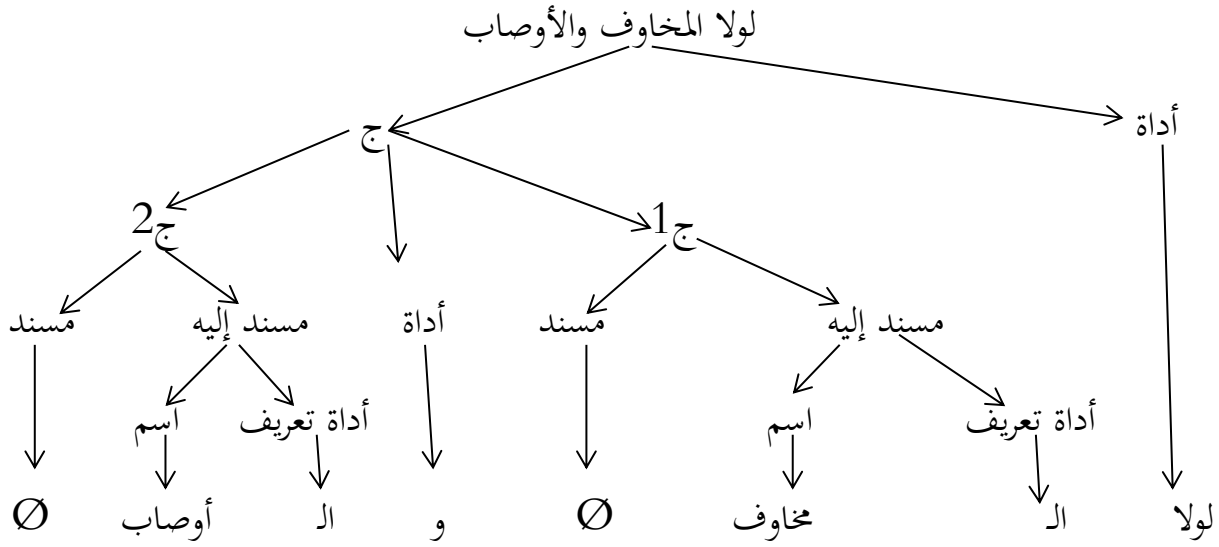 لولا المخاوف والأوصاب
أداة ج
ج1 ج2
مسند إليه مسند أداة مسند إليه مسند
أداة تعريف اسم أداة تعريف اسم
لولا الـ مخاوف Ø و الـ أوصاب Ø